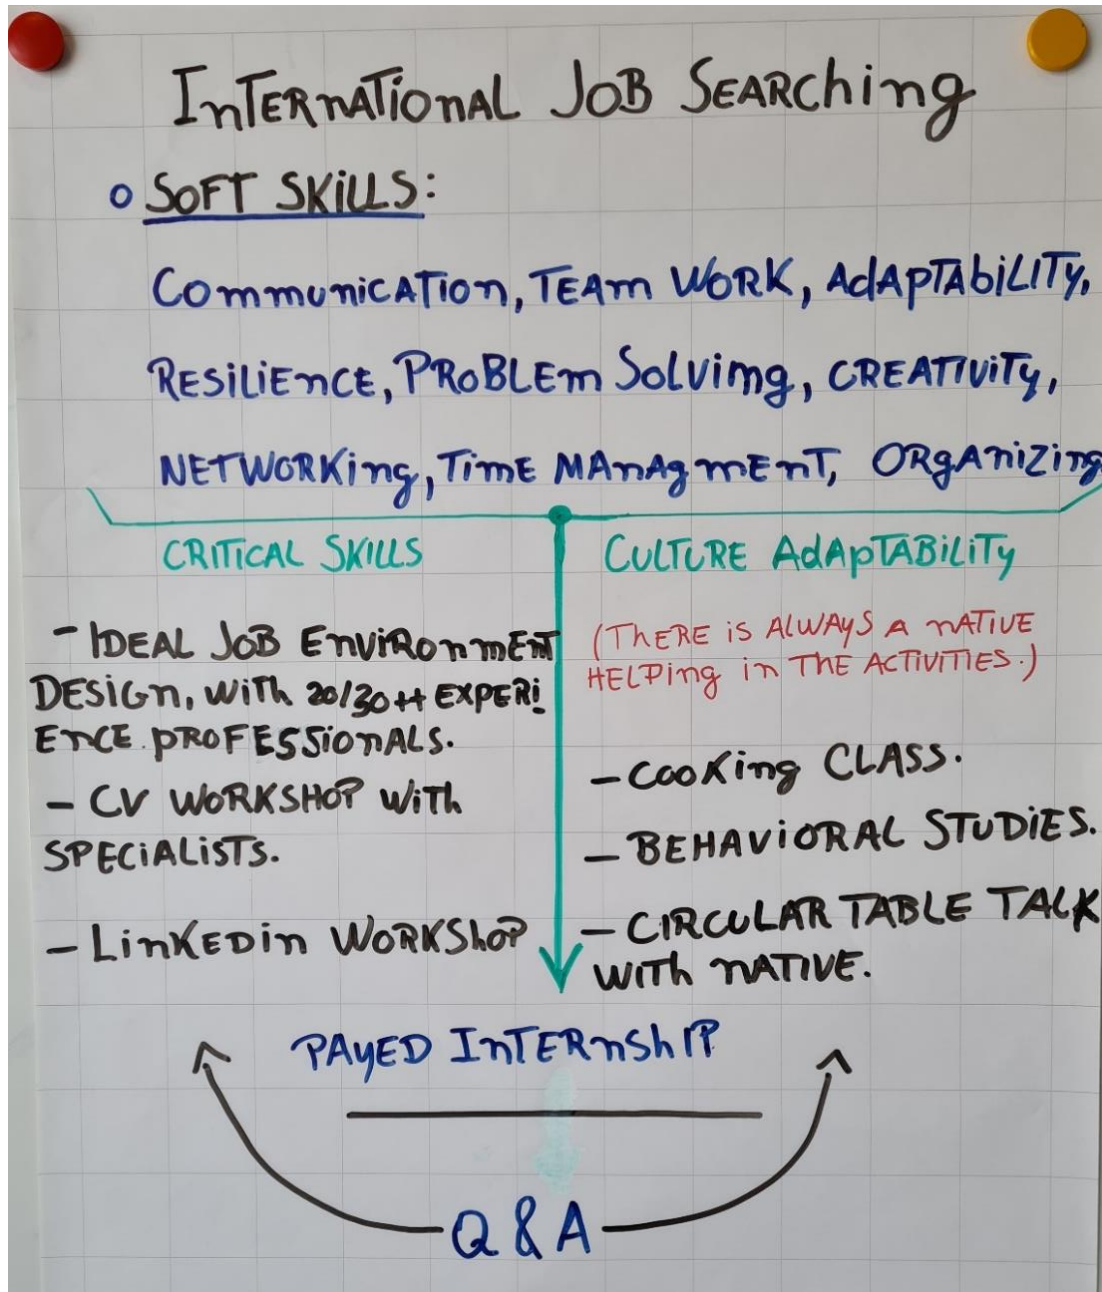 International Job Searching
o Soft Skills:
Communication, Team Work, Adaptability,
Resilience, Problem Solvimg, Creativity,
Networking, Time Managment, Organizing
Critical Skills
- Ideal Job Environment
Design, with 20/30++ experi
ence professionals.
- CV Workshop with
specialists.
- Linkedin Workshop
Culture Adaptability
(There is always a native
helping in the activities.)
- Cooking class.
- Behavioral studies.
- Circular table talk
with native.
Payed Internship
Q & A